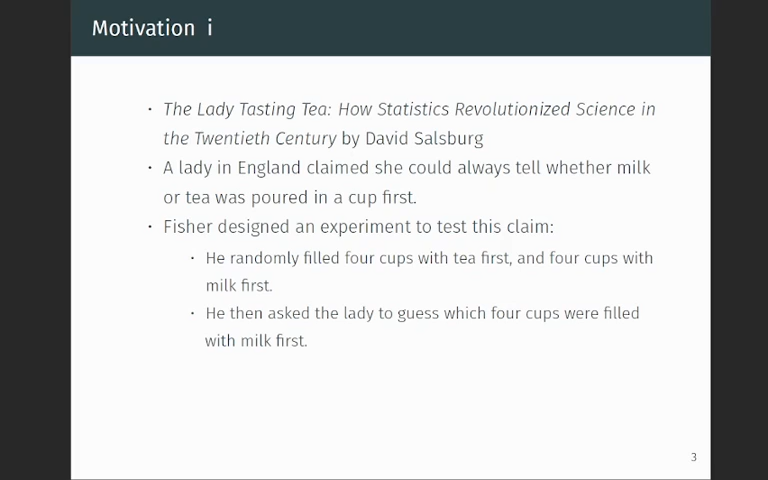 Motivation i
· The Lady Tasting Tea: How Statistics Revolutionized Science in
the Twentieth Century by David Salsburg
· A lady in England claimed she could always tell whether milk
or tea was poured in a cup first.
· Fisher designed an experiment to test this claim:
· He randomly filled four cups with tea first, and four cups with
milk first.
· He then asked the lady to guess which four cups were filled
with milk first.
3